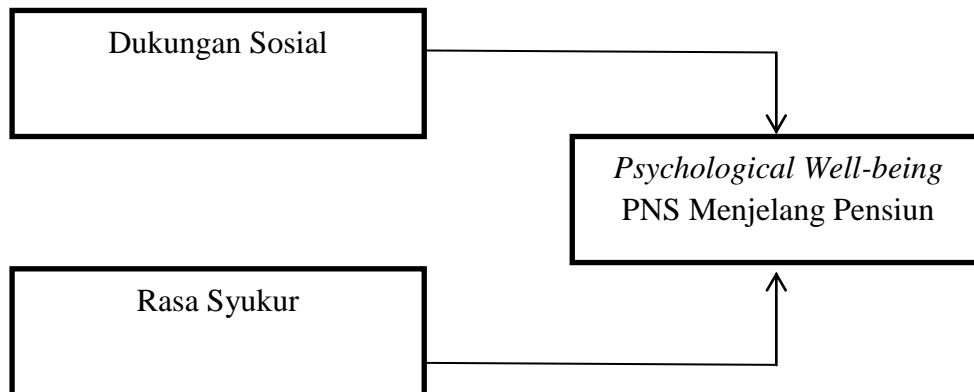 Dukungan Sosial
Psychological Well-being
PNS Menjelang Pensiun
Rasa Syukur